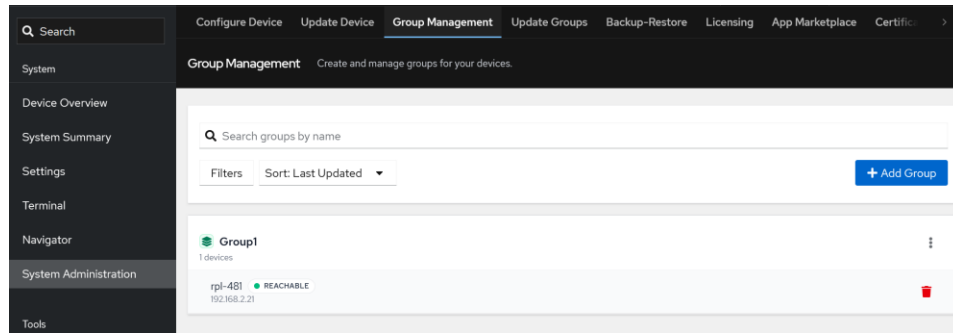 Search
System
Device Overview
System Summary
Settings
Terminal
Navigator
System Administration
Tools
Configure Device Update Device Group Management Update Groups Backup-Restore Licensing App Marketplace
Group Management Create and manage groups for your devices.
Search groups by name
Filters Sort: Last Updated + Add Group
Group1
1 devices
rpl-481 REACHABLE
192.168.2.21